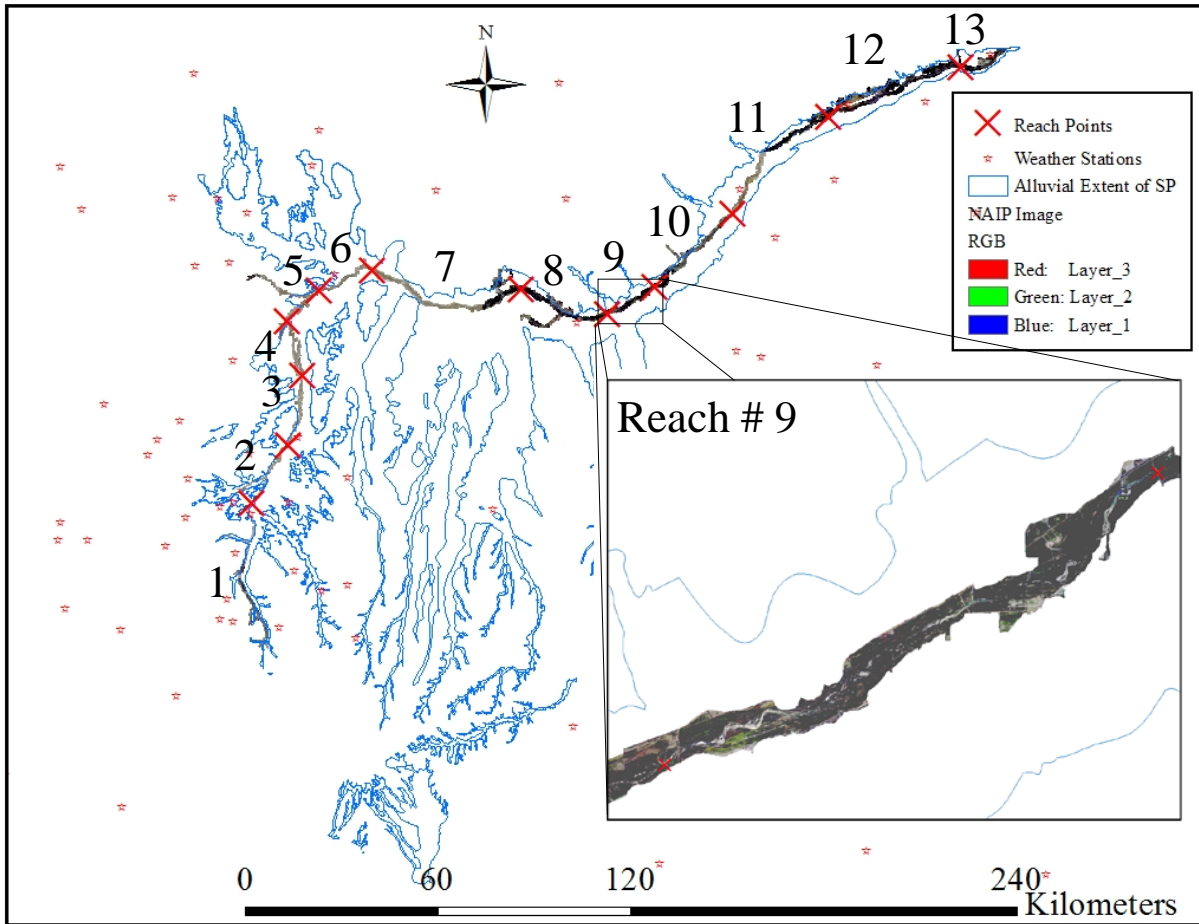 N
13
12
11
Reach Points
Weather Stations
Alluvial Extent of SP
NAIP Image
RGB
Red: Layer_3
Green: Layer_2
Blue: Layer_1
10
9
8
7
6
5
4
3
2
1
Reach # 9
0 60 120 240
Kilometers